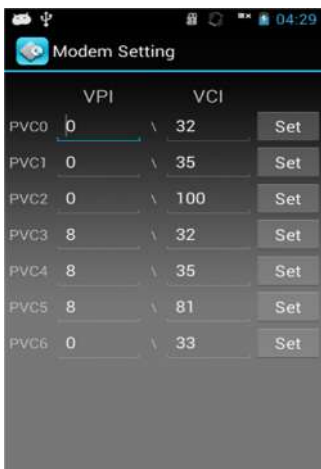 04:29
Modem Setting
VPI VCI
PVC0 0 \ 32 Set
PVC1 0 \ 35 Set
PVC2 0 \ 100 Set
PVC3 8 \ 32 Set
PVC4 8 \ 35 Set
PVC5 8 \ 81 Set
PVC6 0 \ 33 Set